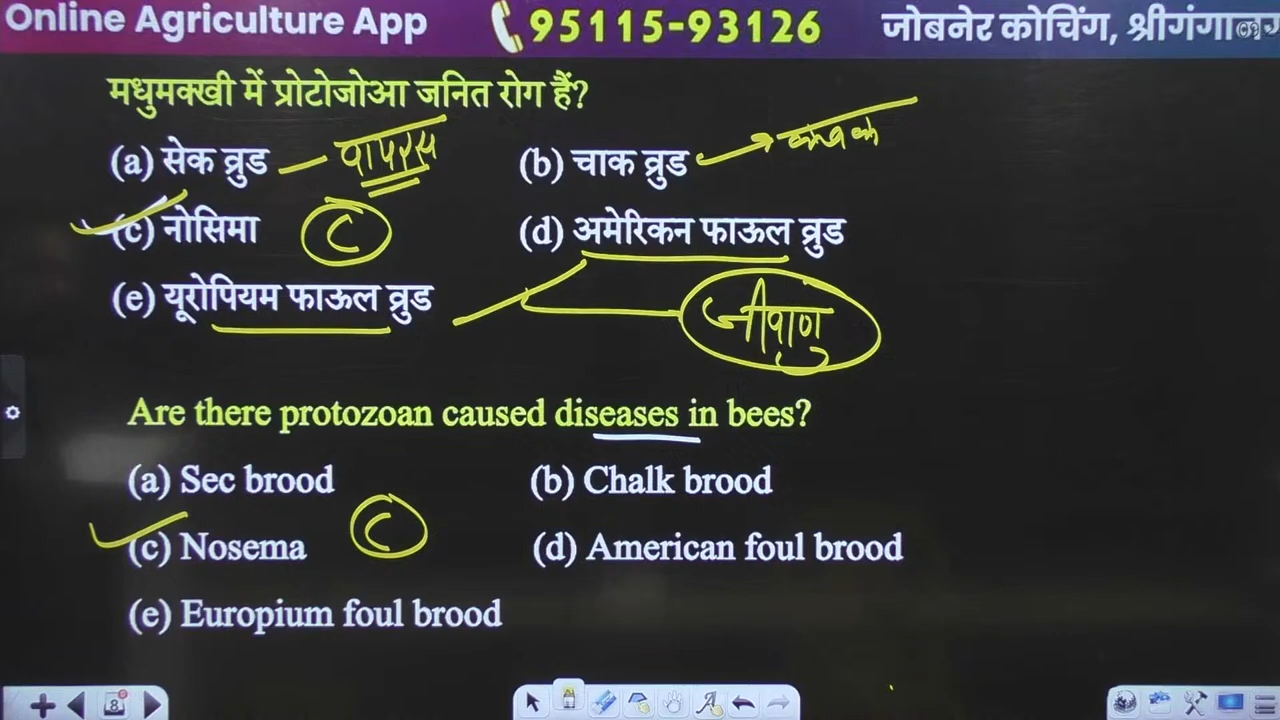 Online Agriculture App 95115-93126 जोबनेर कोचिंग, श्रीगंगा
मधुमक्खी में प्रोटोजोआ जनित रोग हैं?
(a) सेक व्रुड वायरस (b) चाक व्रुड कवक
(c) नोसिमा C (d) अमेरिकन फाऊल व्रुड
(e) यूरोपियम फाऊल व्रुड जीवाणु
Are there protozoan caused diseases in bees?
(a) Sec brood (b) Chalk brood
(c) Nosema C (d) American foul brood
(e) Europium foul brood
8